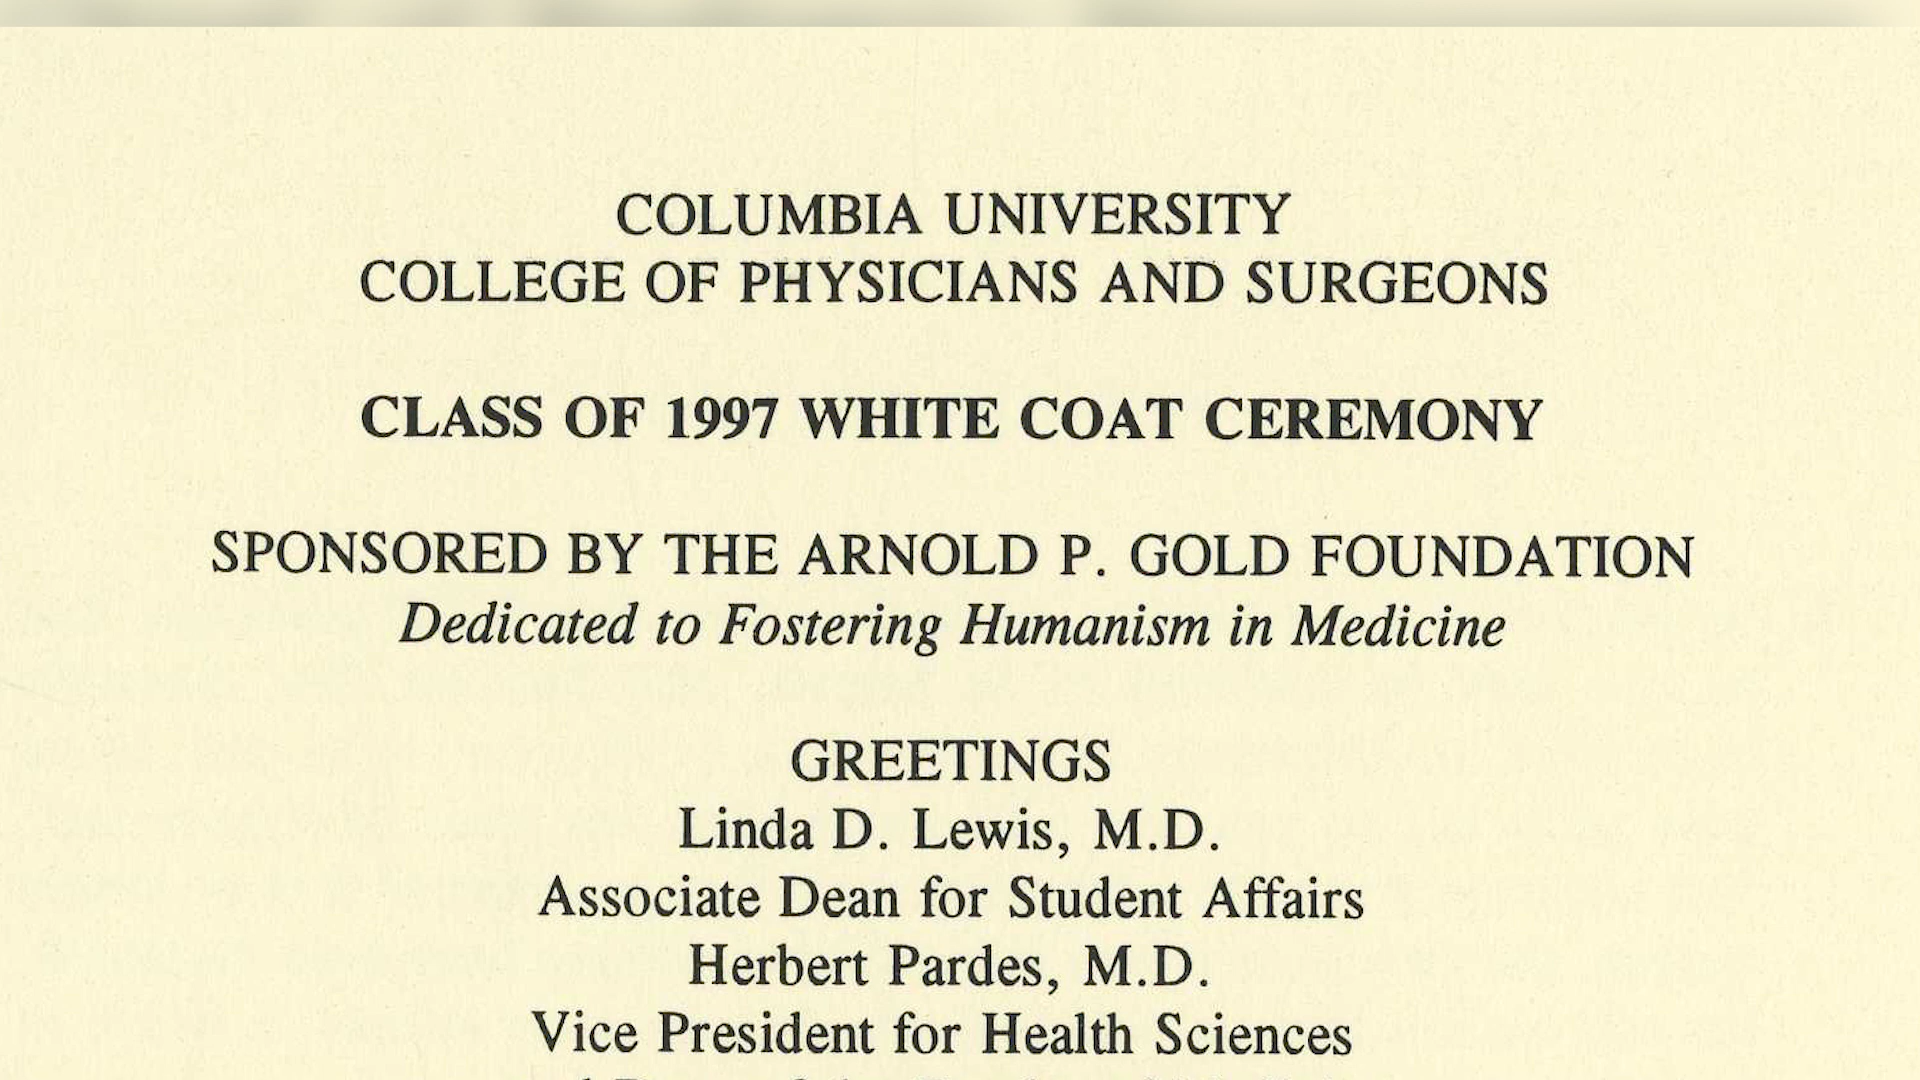 COLUMBIA UNIVERSITY
COLLEGE OF PHYSICIANS AND SURGEONS
CLASS OF 1997 WHITE COAT CEREMONY
SPONSORED BY THE ARNOLD P. GOLD FOUNDATION
Dedicated to Fostering Humanism in Medicine
GREETINGS
Linda D. Lewis, M.D.
Associate Dean for Student Affairs
Herbert Pardes, M.D.
Vice President for Health Sciences